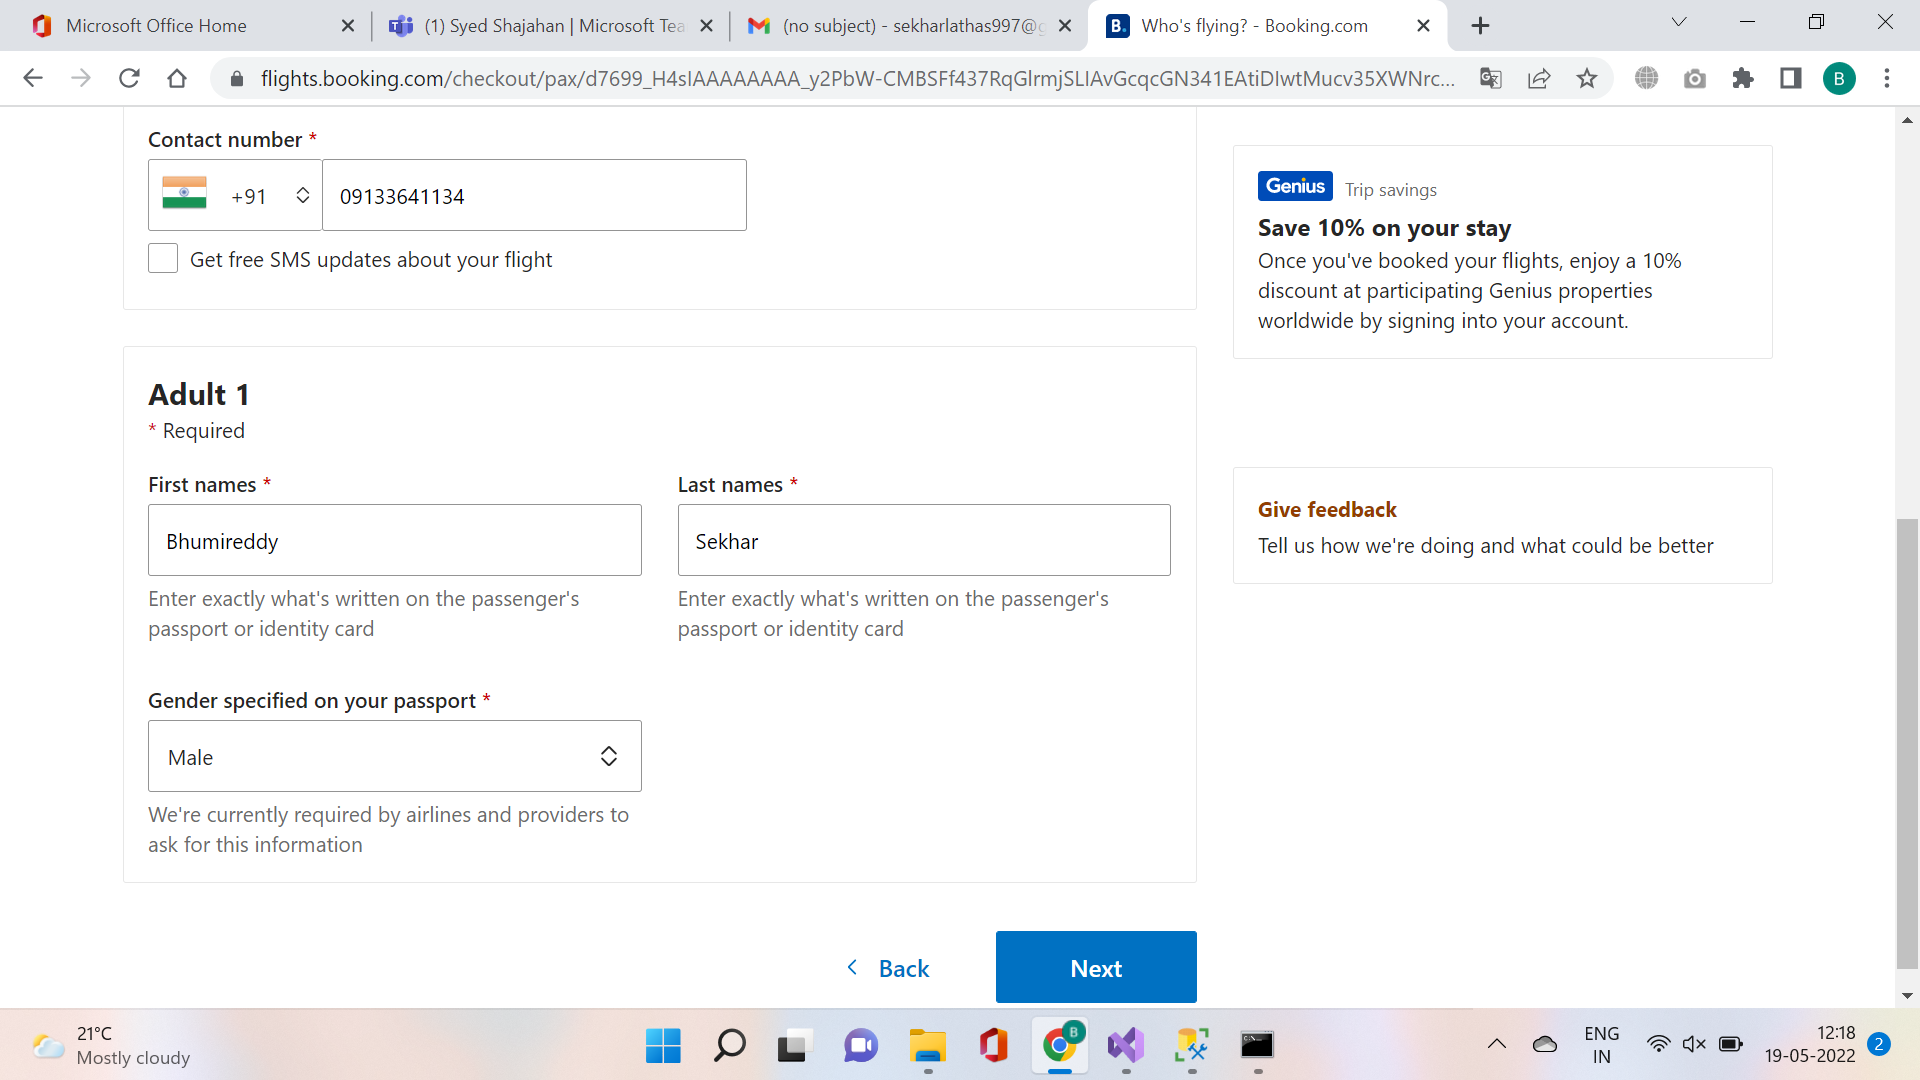 Microsoft Office Home
(1) Syed Shajahan | Microsoft Tea
(no subject) - sekharlathas997@g
B. Who's flying? - Booking.com
flights.booking.com/checkout/pax/d7699_H4sIAAAAAAAA_y2PbW-CMBSFf437RqGlrmjSLIAvGcqcGN341EAtiDIwtMucv35XWNrc...
B
Contact number *
+91 09133641134
Get free SMS updates about your flight
Adult 1
* Required
First names *
Last names *
Bhumireddy
Sekhar
Enter exactly what's written on the passenger's
passport or identity card
Enter exactly what's written on the passenger's
passport or identity card
Gender specified on your passport *
Male
We're currently required by airlines and providers to
ask for this information
Back
Next
Genius Trip savings
Save 10% on your stay
Once you've booked your flights, enjoy a 10%
discount at participating Genius properties
worldwide by signing into your account.
Give feedback
Tell us how we're doing and what could be better
21°C
Mostly cloudy
B
ENG
IN
12:18
19-05-2022
2